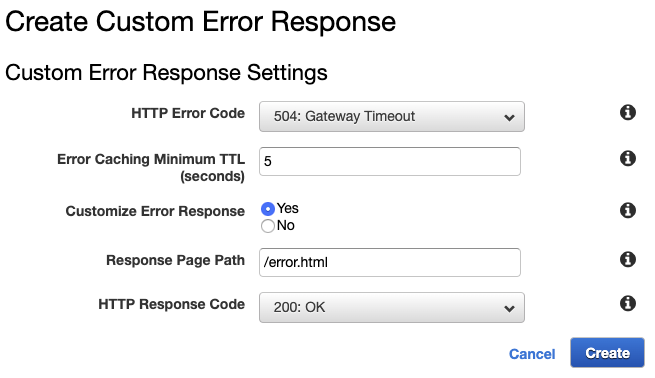 Create Custom Error Response
Custom Error Response Settings
HTTP Error Code 504: Gateway Timeout
Error Caching Minimum TTL 5
(seconds)
Customize Error Response Yes
No
Response Page Path /error.html
HTTP Response Code 200: OK
Cancel Create